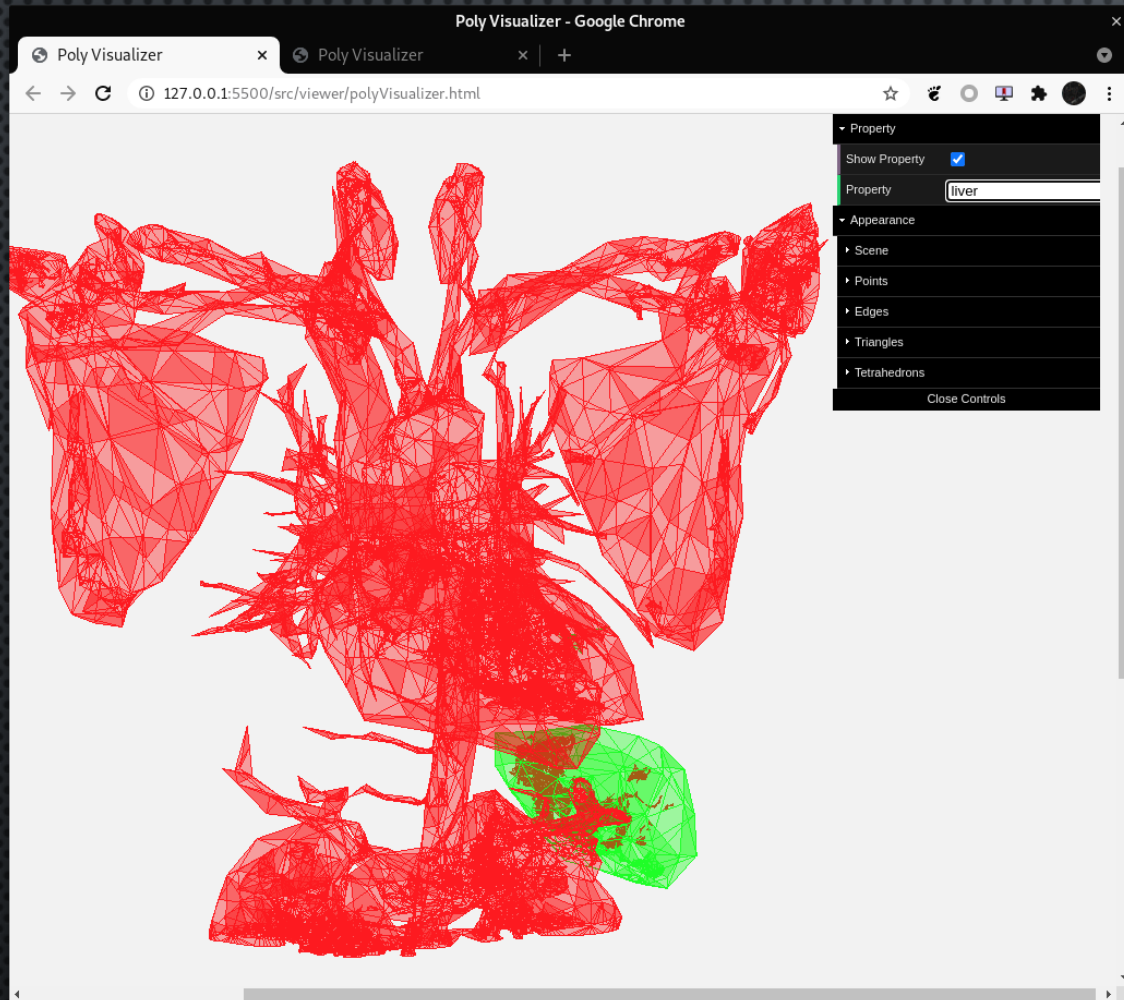 Poly Visualizer - Google Chrome
Poly Visualizer
Poly Visualizer
127.0.0.1:5500/src/viewer/polyVisualizer.html
Property
Show Property
Property liver
Appearance
Scene
Points
Edges
Triangles
Tetrahedrons
Close Controls